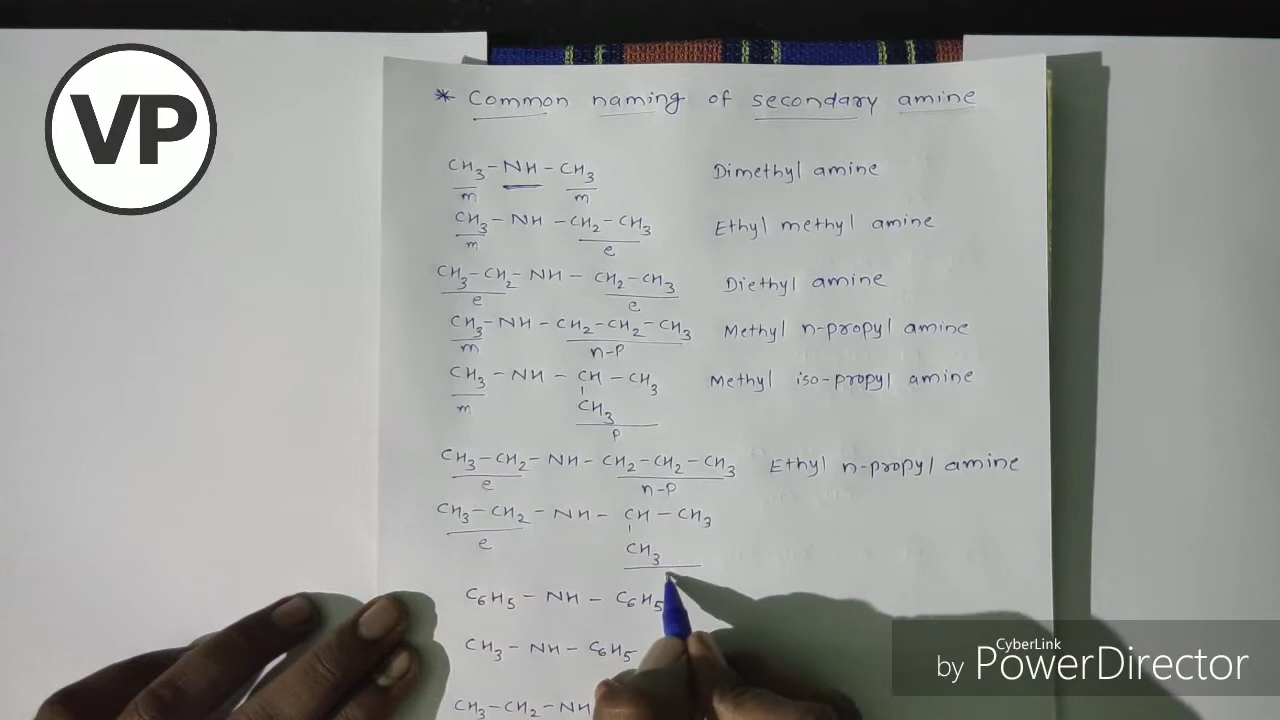 VP
* Common naming of secondary amine
CH3-NH-CH3 Dimethyl amine
m m
CH3-NH-CH2-CH3 Ethyl methyl amine
m e
CH3-CH2-NH-CH2-CH3 Diethyl amine
e e
CH3-NH-CH2-CH2-CH3 Methyl n-propyl amine
m n-p
CH3-NH-CH-CH3 Methyl iso-propyl amine
CH3
m p
CH3-CH2-NH-CH2-CH2-CH3 Ethyl n-propyl amine
e n-p
CH3-CH2-NH-CH-CH3
e CH3
C6H5-NH-C6H5
CH3-NH-C6H5
CH3-CH2-NH
CyberLink
by PowerDirector